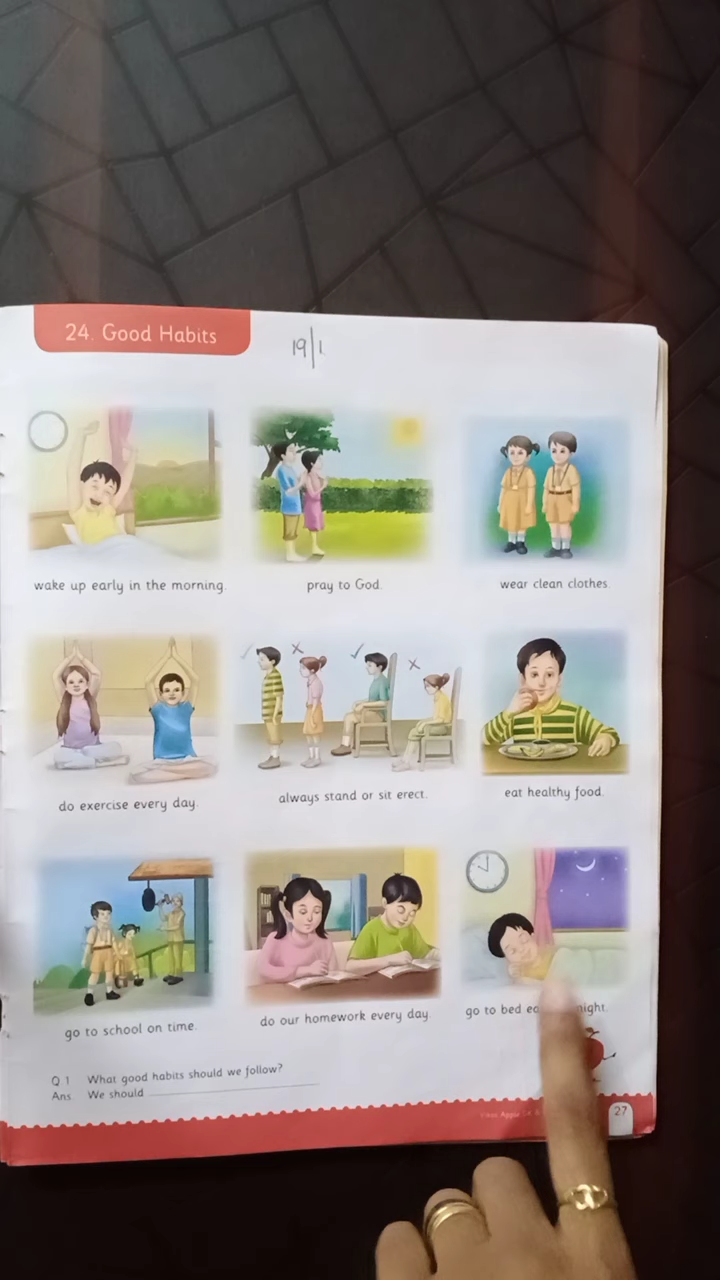 24. Good Habits
19/1
wake up early in the morning.
pray to God.
wear clean clothes.
do exercise every day.
always stand or sit erect.
eat healthy food.
go to school on time.
do our homework every day.
go to bed night.
Q 1 What good habits should we follow?
Ans. We should
27